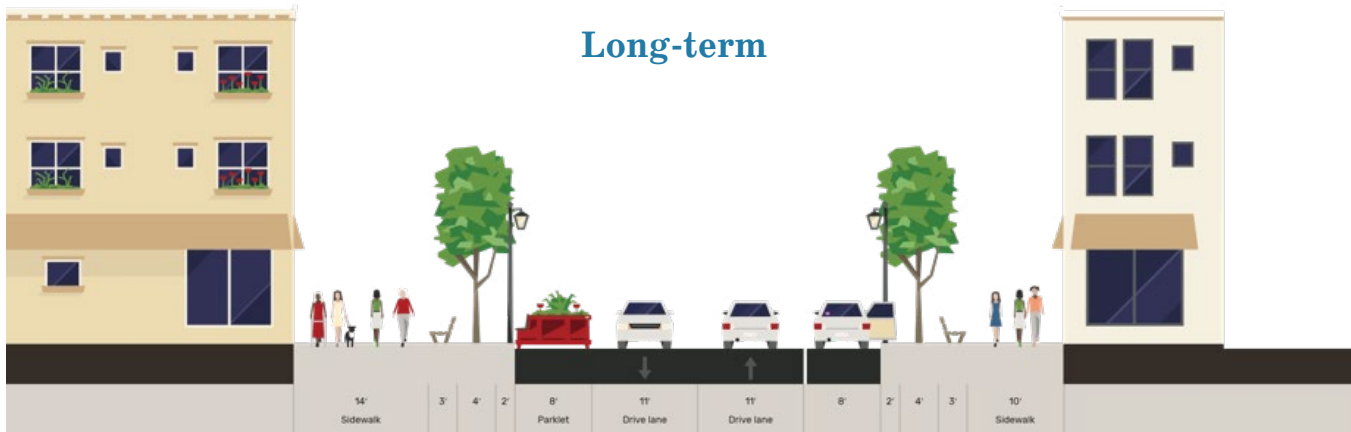 Long-term
14' 3' 4' 2' 8' 11' 11' 8' 2' 4' 3' 10'
Sidewalk Parklet Drive lane Drive lane Sidewalk